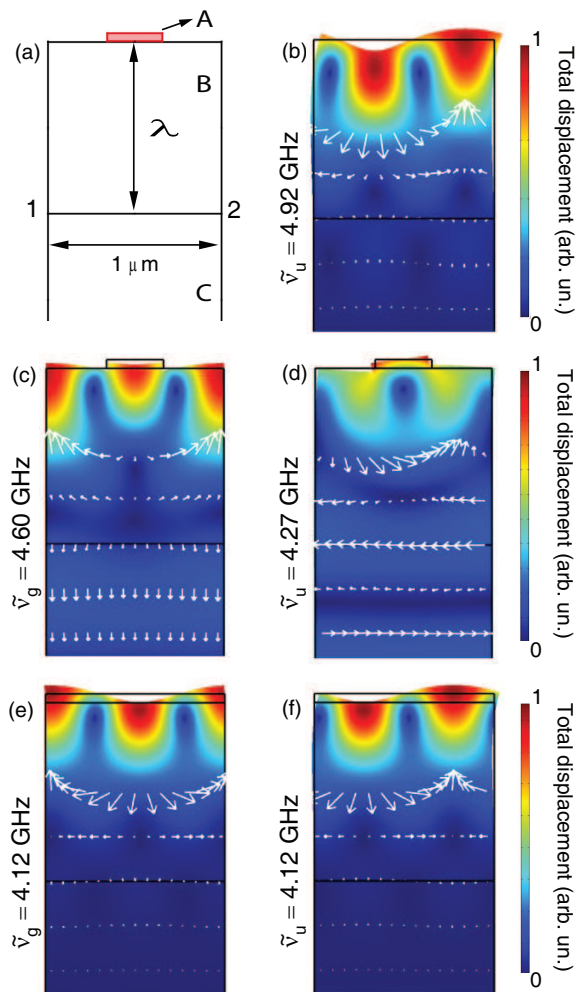 (a)
A
B
λ
1
2
1 μm
C
(b)
ν̃u = 4.92 GHz
1
0
Total displacement (arb. un.)
(c)
ν̃g = 4.60 GHz
(d)
ν̃u = 4.27 GHz
1
0
Total displacement (arb. un.)
(e)
ν̃g = 4.12 GHz
(f)
ν̃u = 4.12 GHz
1
0
Total displacement (arb. un.)